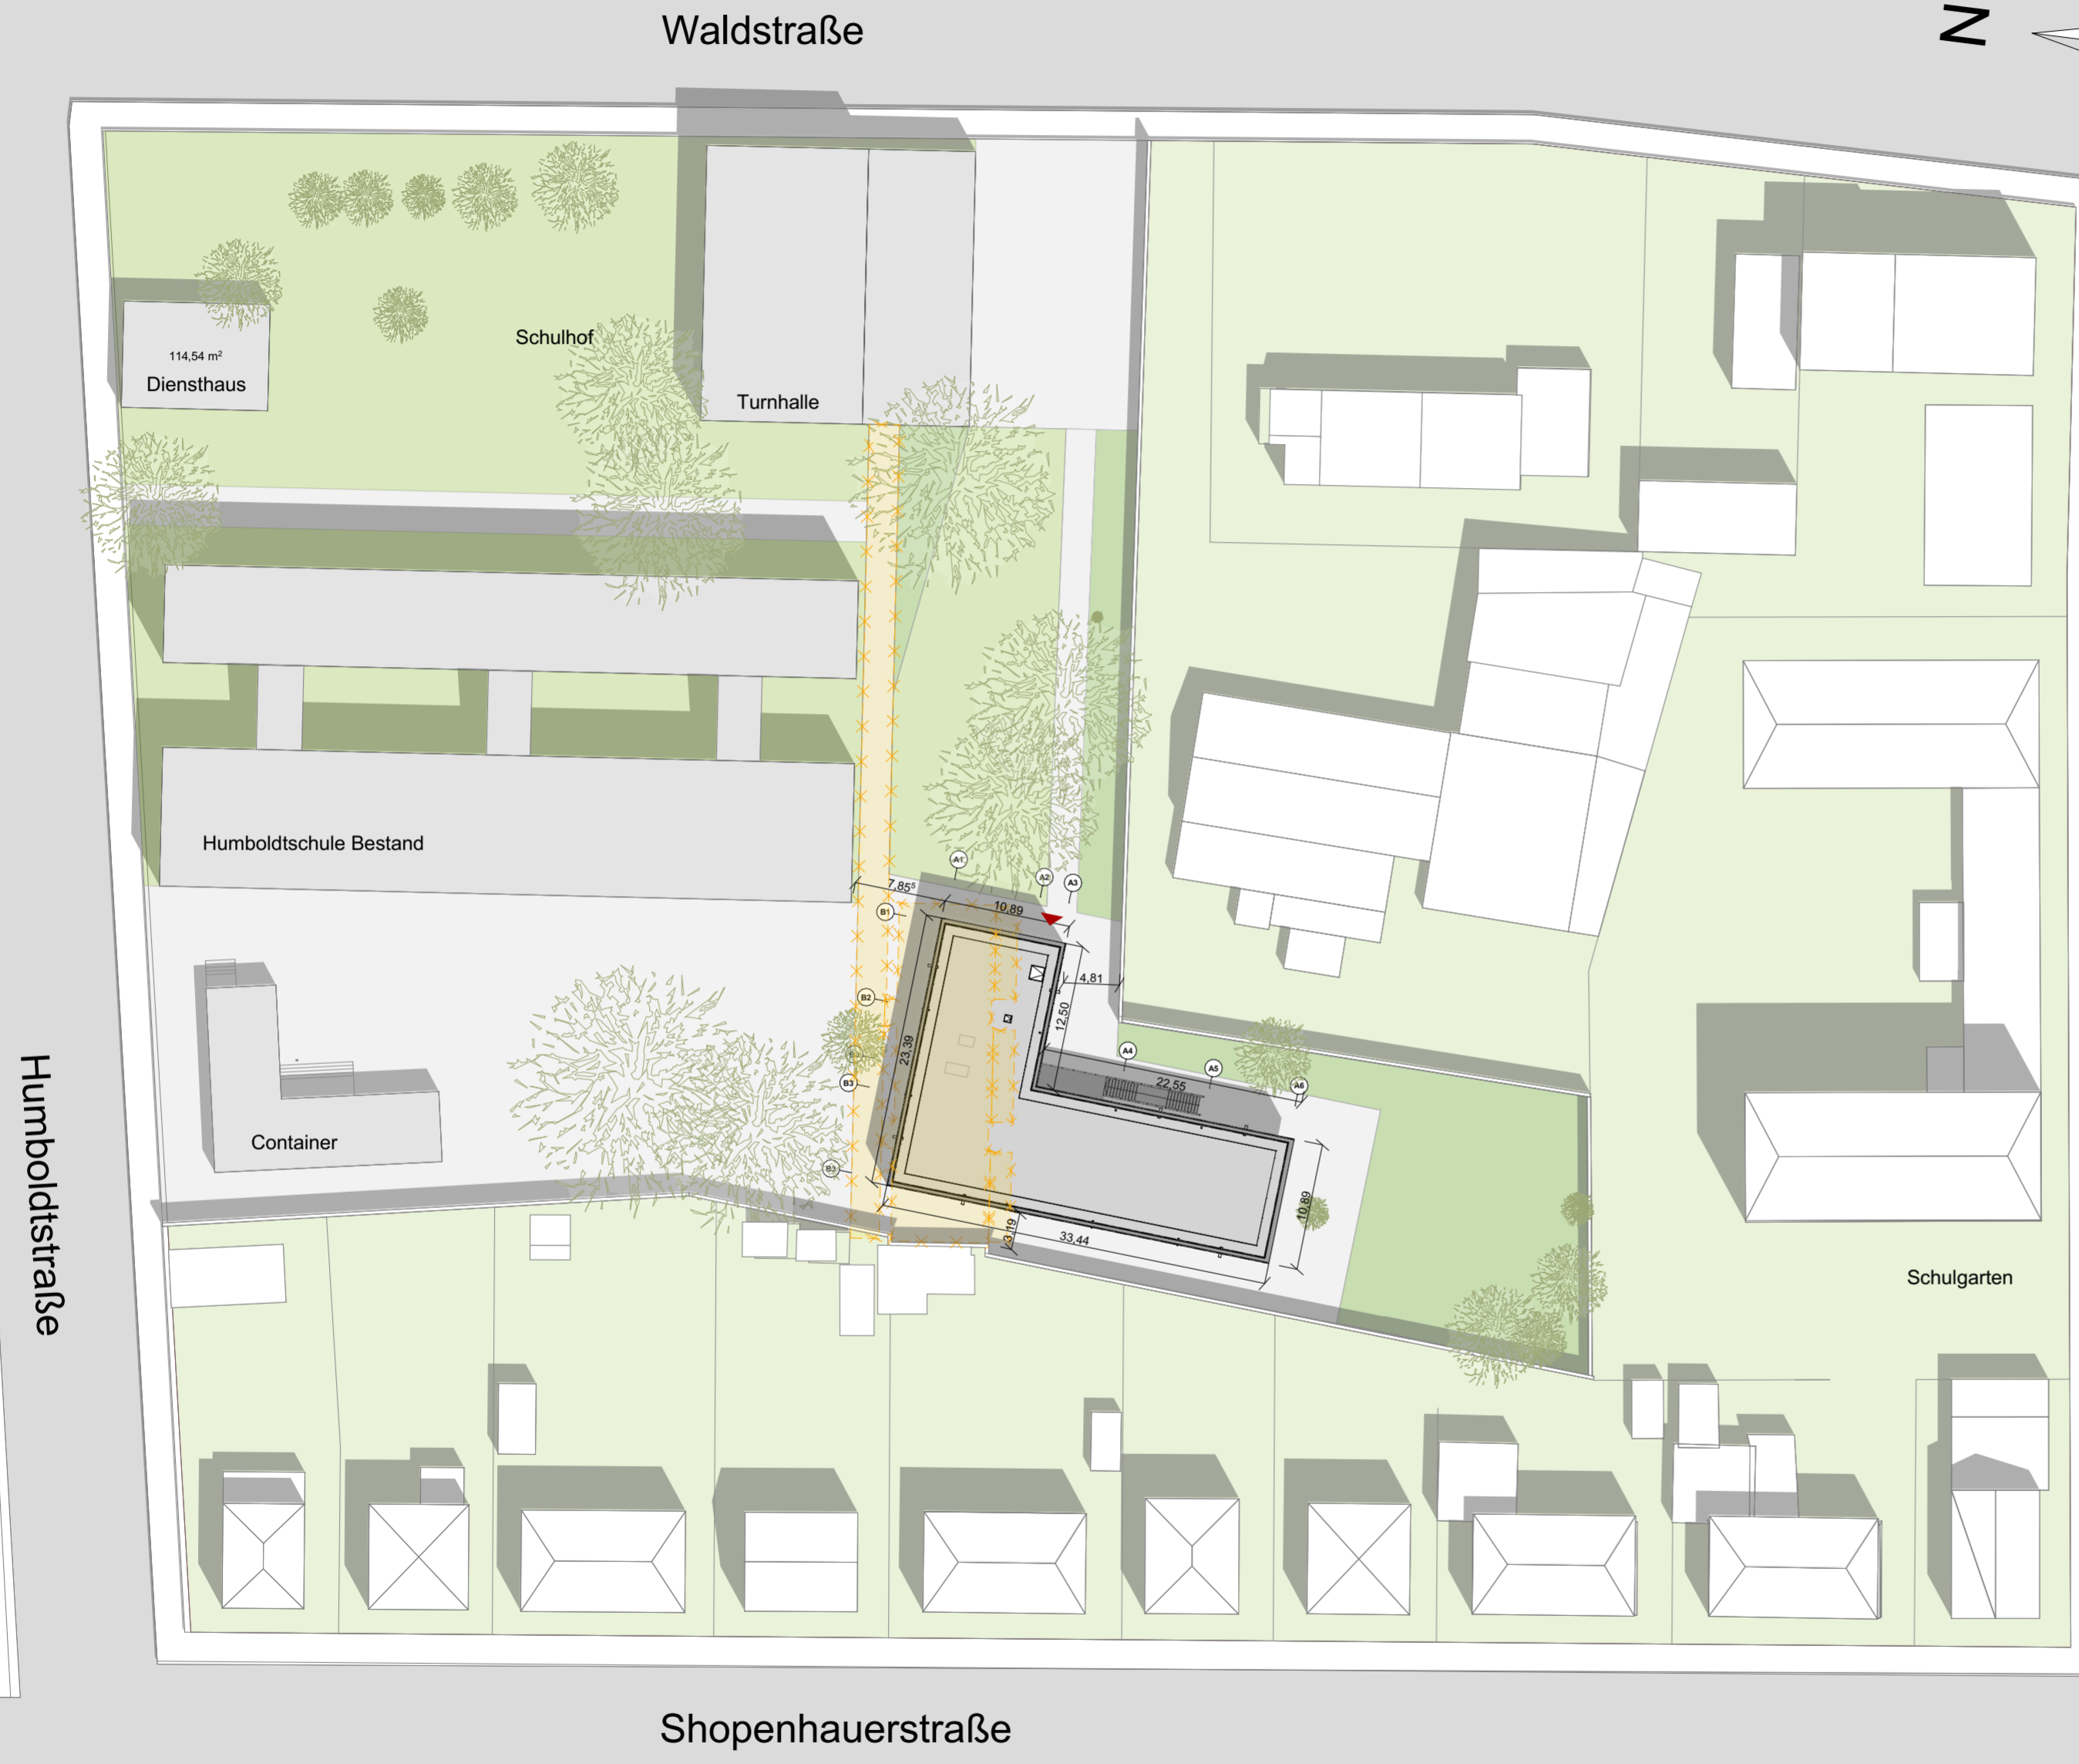 Waldstraße
N
Schulhof
114,54 m²
Diensthaus
Turnhalle
Humboldtschule Bestand
A1
A2
A3
7,85⁵
10,89
B1
4,81
B2
12,50
23,39
A4
A5
A6
22,55
B3
Container
B3
10,89
3,19
33,44
Humboldtstraße
Schulgarten
Shopenhauerstraße